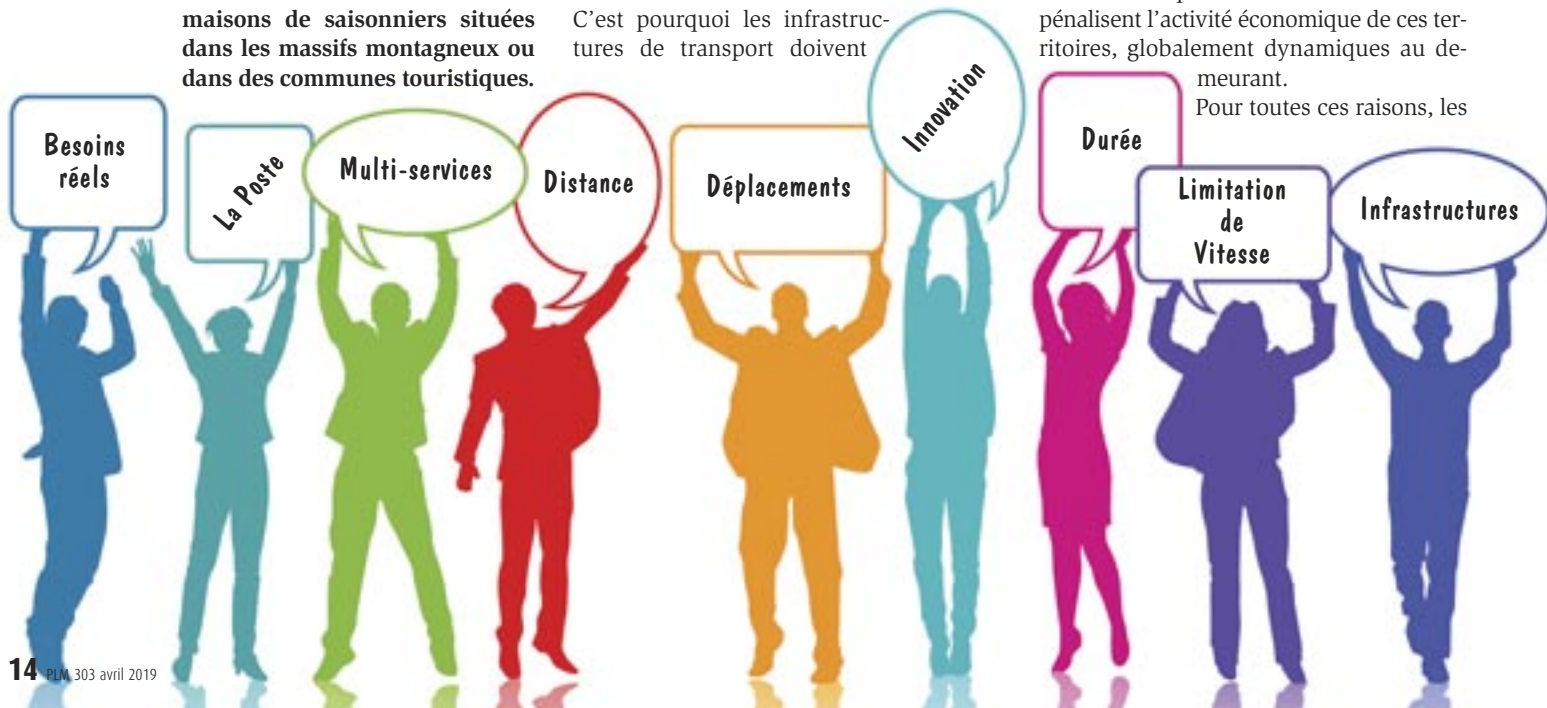 maisons de saisonniers situées
dans les massifs montagneux ou
dans des communes touristiques.
C’est pourquoi les infrastruc-
tures de transport doivent
pénalisent l’activité économique de ces ter-
ritoires, globalement dynamiques au de-
meurant.
Pour toutes ces raisons, les
Besoins
réels
La Poste
Multi-services
Distance
Déplacements
Innovation
Durée
Limitation
de
Vitesse
Infrastructures
14 PLM 303 avril 2019